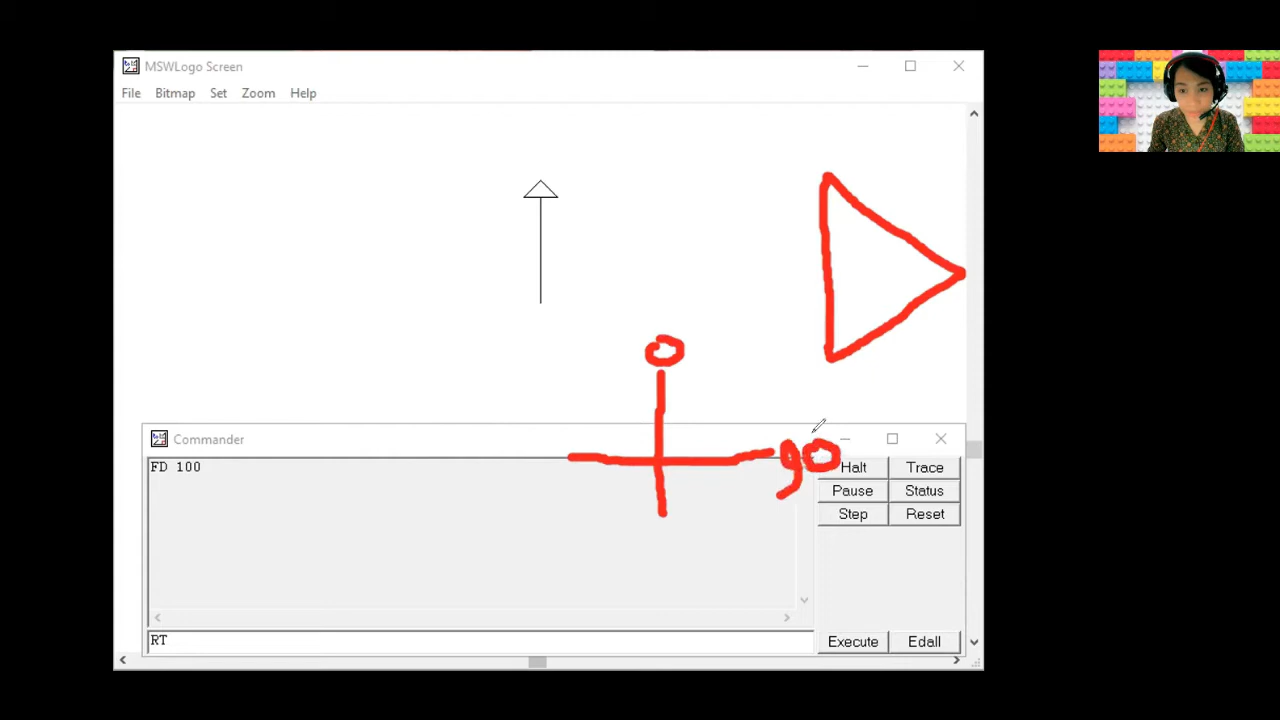 MSWLogo Screen
File Bitmap Set Zoom Help
0
90
Commander
FD 100
Halt Trace
Pause Status
Step Reset
RT
Execute Edall